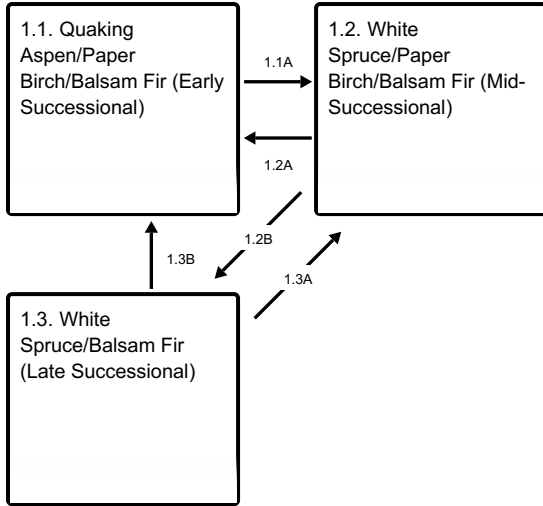 1.1. Quaking
Aspen/Paper
Birch/Balsam Fir (Early
Successional)
1.1A
1.2. White
Spruce/Paper
Birch/Balsam Fir (Mid-
Successional)
1.2A
1.2B
1.3B
1.3A
1.3. White
Spruce/Balsam Fir
(Late Successional)